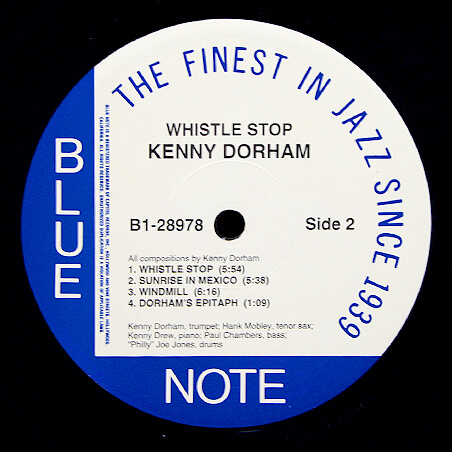 THE FINEST IN JAZZ SINCE 1939
BLUE
WHISTLE STOP
KENNY DORHAM
B1-28978
Side 2
All compositions by Kenny Dorham
1. WHISTLE STOP (5:54)
2. SUNRISE IN MEXICO (5:38)
3. WINDMILL (6:16)
4. DORHAM'S EPITAPH (1:09)
Kenny Dorham, trumpet; Hank Mobley, tenor sax;
Kenny Drew, piano; Paul Chambers, bass;
"Philly" Joe Jones, drums
NOTE